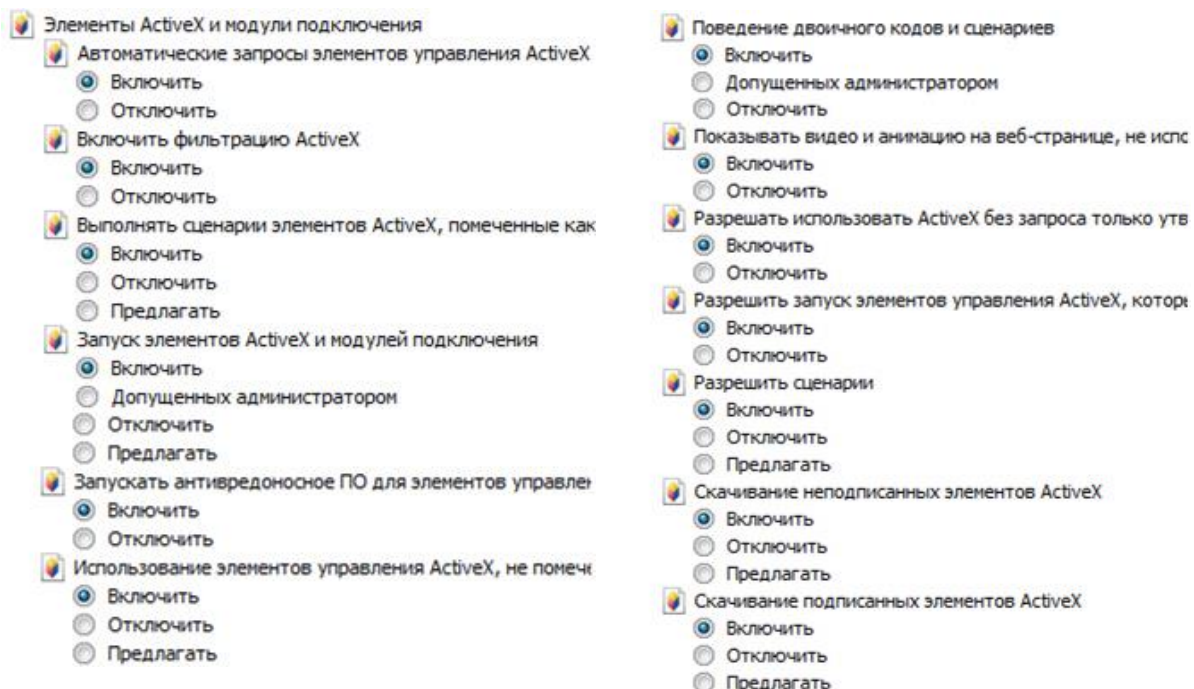 Элементы ActiveX и модули подключения
Автоматические запросы элементов управления ActiveX
Включить
Отключить
Включить фильтрацию ActiveX
Включить
Отключить
Выполнять сценарии элементов ActiveX, помеченные как
Включить
Отключить
Предлагать
Запуск элементов ActiveX и модулей подключения
Включить
Допущенных администратором
Отключить
Предлагать
Запускать антивредоносное ПО для элементов управлен
Включить
Отключить
Использование элементов управления ActiveX, не помече
Включить
Отключить
Предлагать
Поведение двоичного кодов и сценариев
Включить
Допущенных администратором
Отключить
Показывать видео и анимацию на веб-странице, не испо
Включить
Отключить
Разрешать использовать ActiveX без запроса только утв
Включить
Отключить
Разрешить запуск элементов управления ActiveX, которы
Включить
Отключить
Разрешить сценарии
Включить
Отключить
Предлагать
Скачивание неподписанных элементов ActiveX
Включить
Отключить
Предлагать
Скачивание подписанных элементов ActiveX
Включить
Отключить
Предлагать